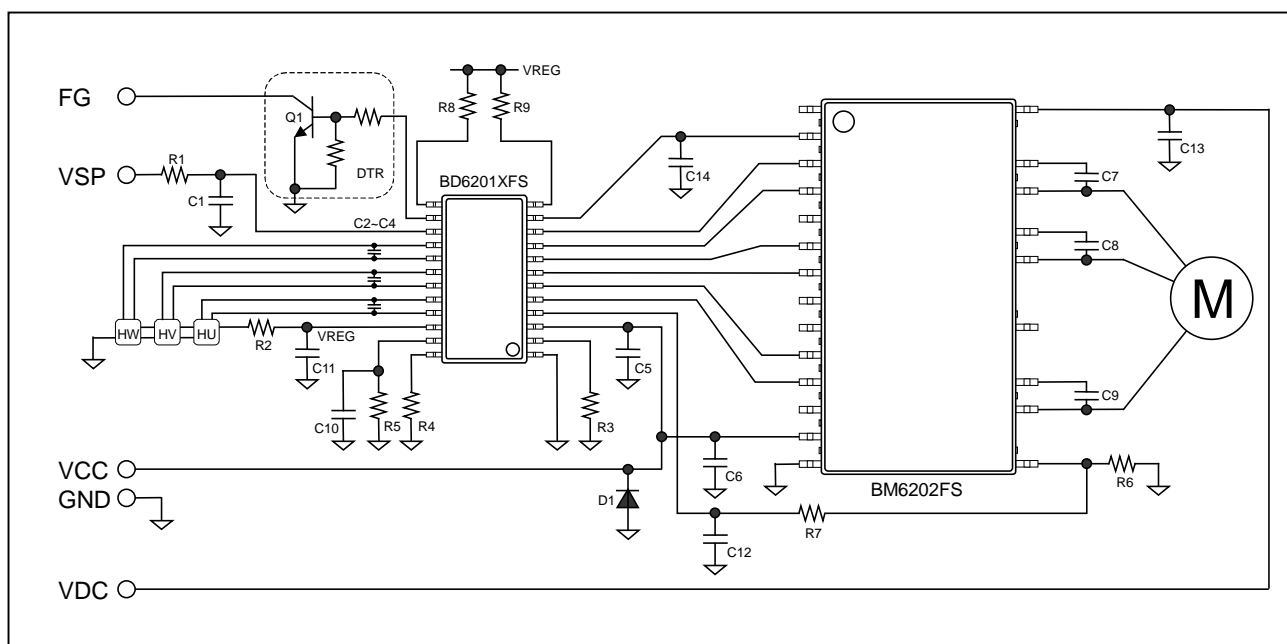 VREG
FG
R8
R9
Q1
DTR
C14
C13
R1
VSP
C1
BD6201XFS
C7
C2~C4
C8
M
HW
HV
HU
R2
VREG
C11
C5
C10
R5
R4
R3
C9
VCC
C6
R6
GND
D1
BM6202FS
R7
C12
VDC